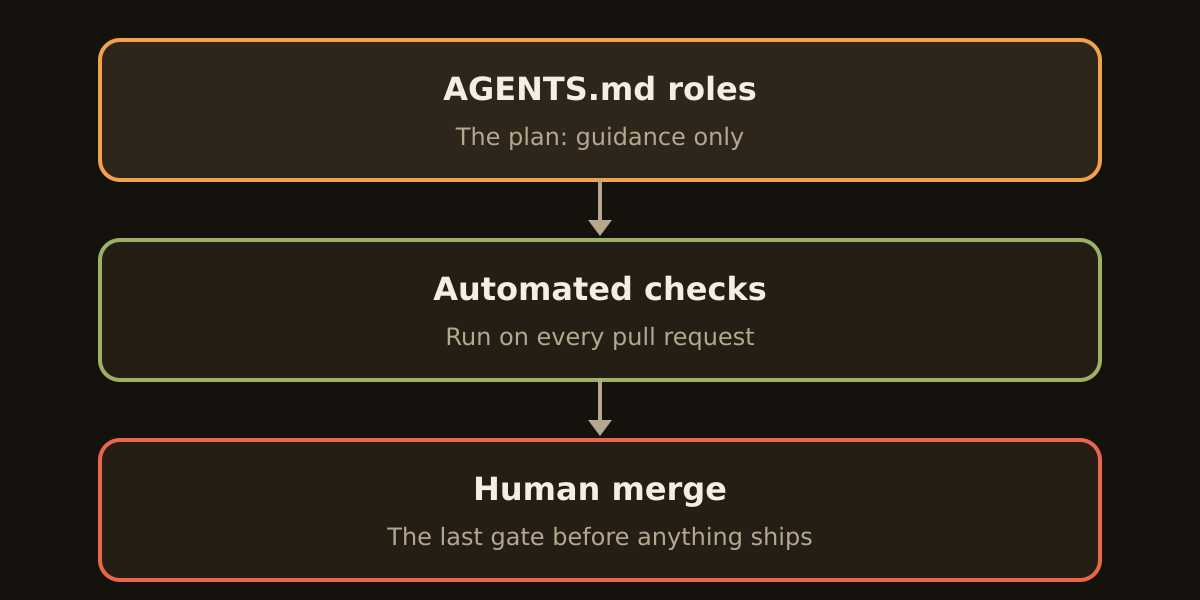 AGENTS.md roles
The plan: guidance only
Automated checks
Run on every pull request
Human merge
The last gate before anything ships